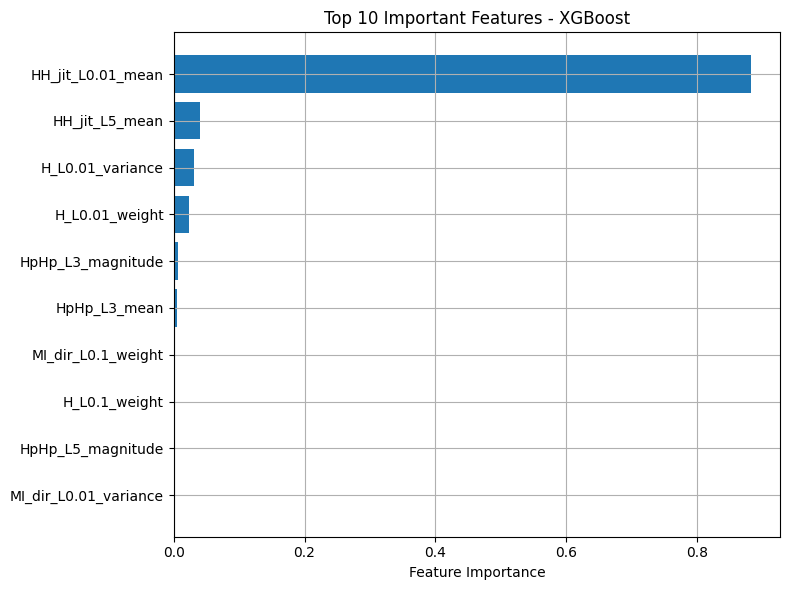 Top 10 Important Features - XGBoost
HH_jit_L0.01_mean
HH_jit_L5_mean
H_L0.01_variance
H_L0.01_weight
HpHp_L3_magnitude
HpHp_L3_mean
MI_dir_L0.1_weight
H_L0.1_weight
HpHp_L5_magnitude
MI_dir_L0.01_variance
0.0 0.2 0.4 0.6 0.8
Feature Importance